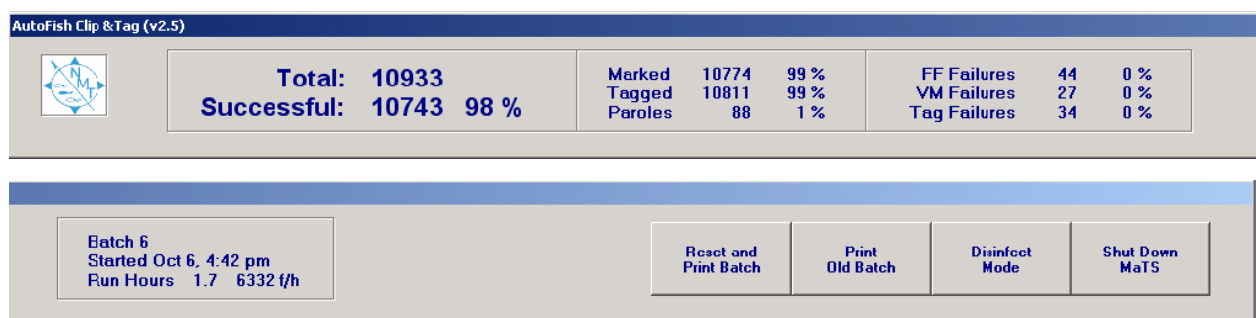 AutoFish Clip &Tag (v2.5)
NMT
Total: 10933
Successful: 10743 98 %
Marked 10774 99 %
Tagged 10811 99 %
Paroles 88 1 %
FF Failures 44 0 %
VM Failures 27 0 %
Tag Failures 34 0 %
Batch 6
Started Oct 6, 4:42 pm
Run Hours 1.7 6332 f/h
Reset and
Print Batch
Print
Old Batch
Disinfect
Mode
Shut Down
MaTS